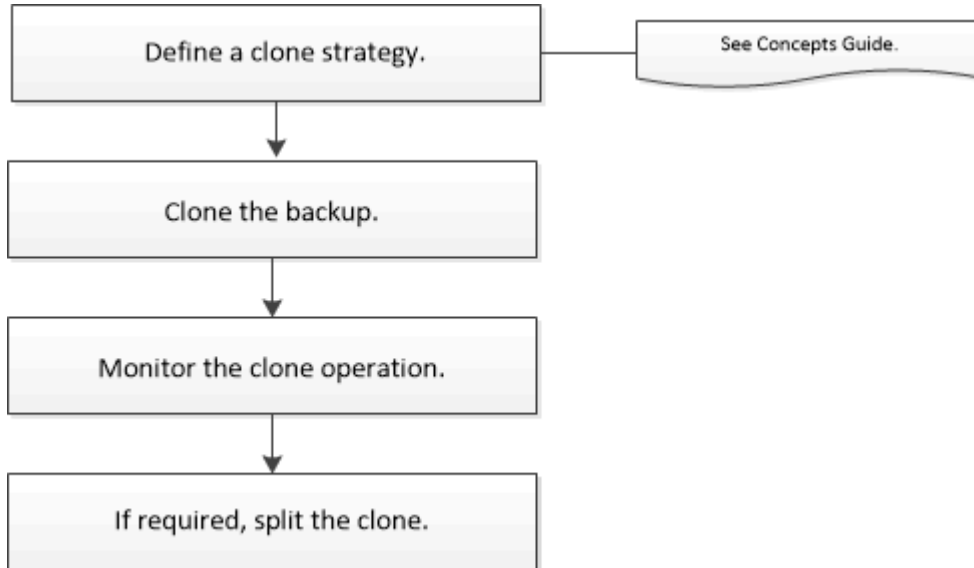 Define a clone strategy.
See Concepts Guide.
Clone the backup.
Monitor the clone operation.
If required, split the clone.